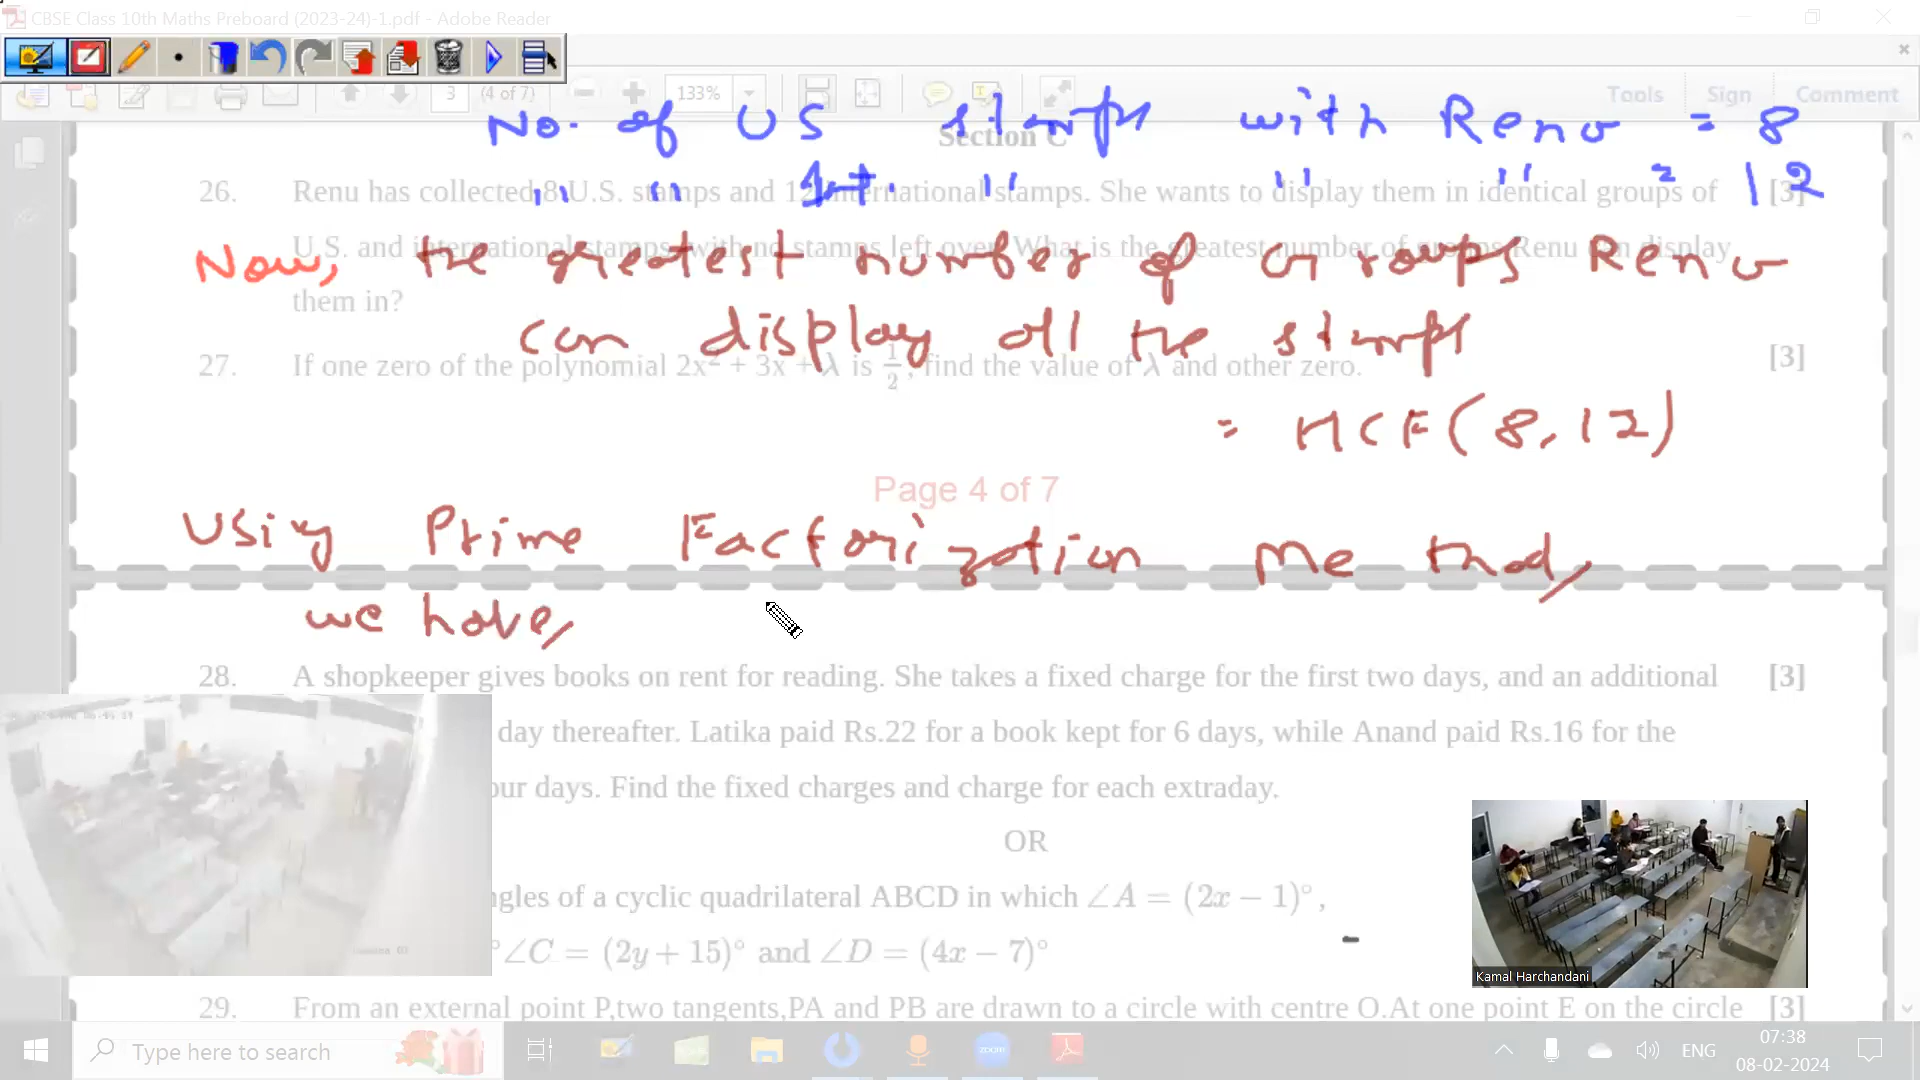 CBSE Class 10th Maths Preboard (2023-24)-1.pdf - Adobe Reader
3 (4 of 7) 133% Tools Sign Comment
No. of US stamps with Renu = 8
Section C
" " Int. " " " = 12
26. Renu has collected 8 U.S. stamps and 12 international stamps. She wants to display them in identical groups of [3]
U.S. and international stamps, with no stamps left over. What is the greatest number of groups Renu can display
them in?
Now, the greatest number of Groups Renu
can display all the stamps
27. If one zero of the polynomial 2x² + 3x + λ is 1/2, find the value of λ and other zero. [3]
= HCF(8,12)
Page 4 of 7
Using Prime Factorization Method,
we have,
28. A shopkeeper gives books on rent for reading. She takes a fixed charge for the first two days, and an additional [3]
day thereafter. Latika paid Rs.22 for a book kept for 6 days, while Anand paid Rs.16 for the
our days. Find the fixed charges and charge for each extraday.
OR
ngles of a cyclic quadrilateral ABCD in which ∠A = (2x − 1)°,
° ∠C = (2y + 15)° and ∠D = (4x − 7)°
Kamal Harchandani
29. From an external point P,two tangents,PA and PB are drawn to a circle with centre O.At one point E on the circle [3]
Type here to search
zoom
ENG
07:38
08-02-2024